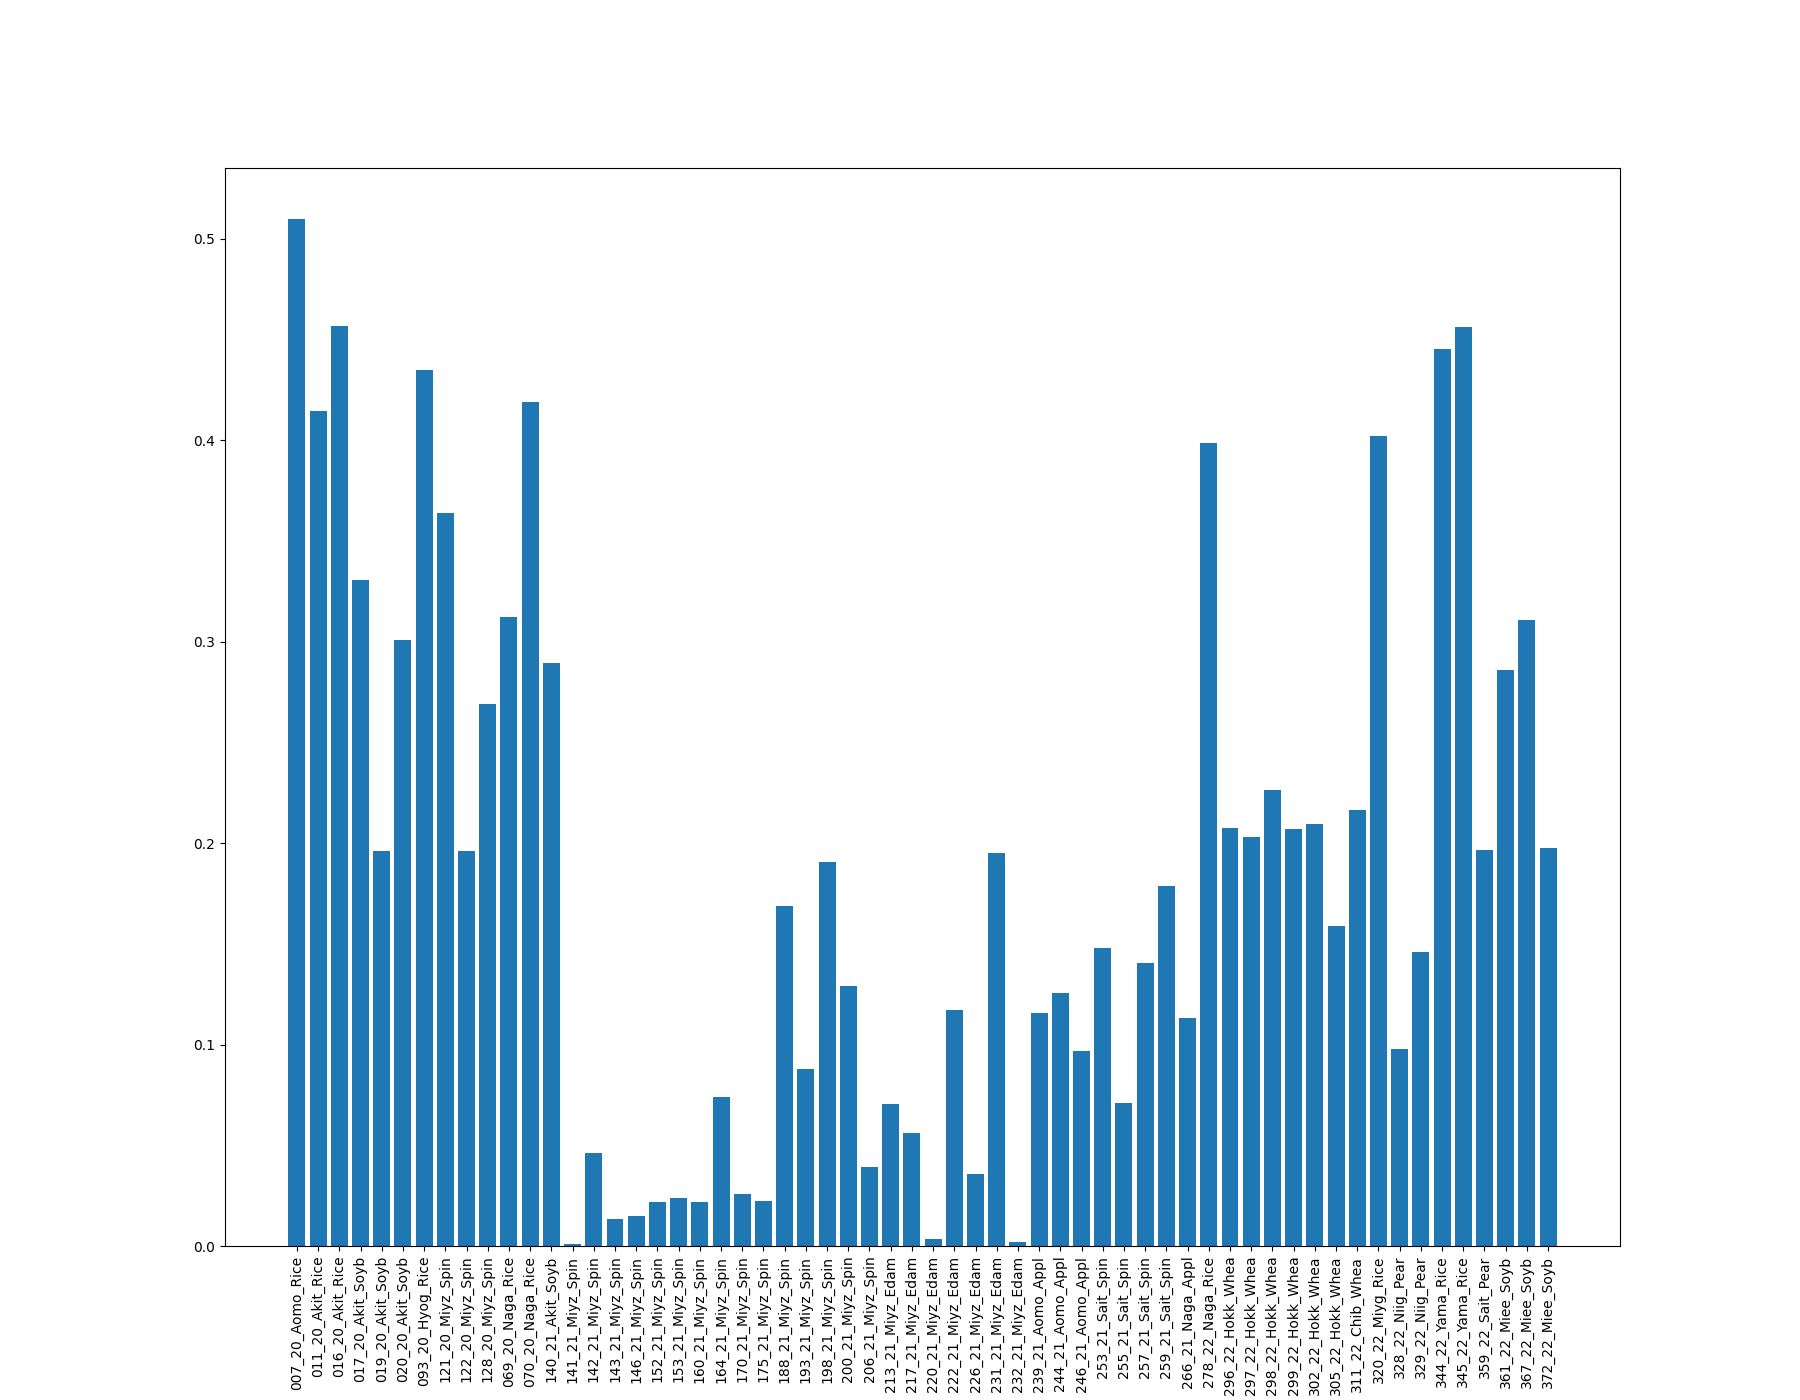 0.5
0.4
0.3
0.2
0.1
0.0
007_20_Aomo_Rice
011_20_Akit_Rice
016_20_Akit_Rice
017_20_Akit_Soyb
019_20_Akit_Soyb
020_20_Akit_Soyb
093_20_Hyog_Rice
121_20_Miyz_Spin
122_20_Miyz_Spin
128_20_Miyz_Spin
069_20_Naga_Rice
070_20_Naga_Rice
140_21_Akit_Soyb
141_21_Miyz_Spin
142_21_Miyz_Spin
143_21_Miyz_Spin
146_21_Miyz_Spin
152_21_Miyz_Spin
153_21_Miyz_Spin
160_21_Miyz_Spin
164_21_Miyz_Spin
170_21_Miyz_Spin
175_21_Miyz_Spin
188_21_Miyz_Spin
193_21_Miyz_Spin
198_21_Miyz_Spin
200_21_Miyz_Spin
206_21_Miyz_Spin
213_21_Miyz_Edam
217_21_Miyz_Edam
220_21_Miyz_Edam
222_21_Miyz_Edam
226_21_Miyz_Edam
231_21_Miyz_Edam
232_21_Miyz_Edam
239_21_Aomo_Appl
244_21_Aomo_Appl
246_21_Aomo_Appl
253_21_Sait_Spin
255_21_Sait_Spin
257_21_Sait_Spin
259_21_Sait_Spin
266_21_Naga_Appl
278_22_Naga_Rice
296_22_Hokk_Whea
297_22_Hokk_Whea
298_22_Hokk_Whea
299_22_Hokk_Whea
302_22_Hokk_Whea
305_22_Hokk_Whea
311_22_Chib_Whea
320_22_Miyg_Rice
328_22_Niig_Pear
329_22_Niig_Pear
344_22_Yama_Rice
345_22_Yama_Rice
359_22_Sait_Pear
361_22_Miee_Soyb
367_22_Miee_Soyb
372_22_Miee_Soyb